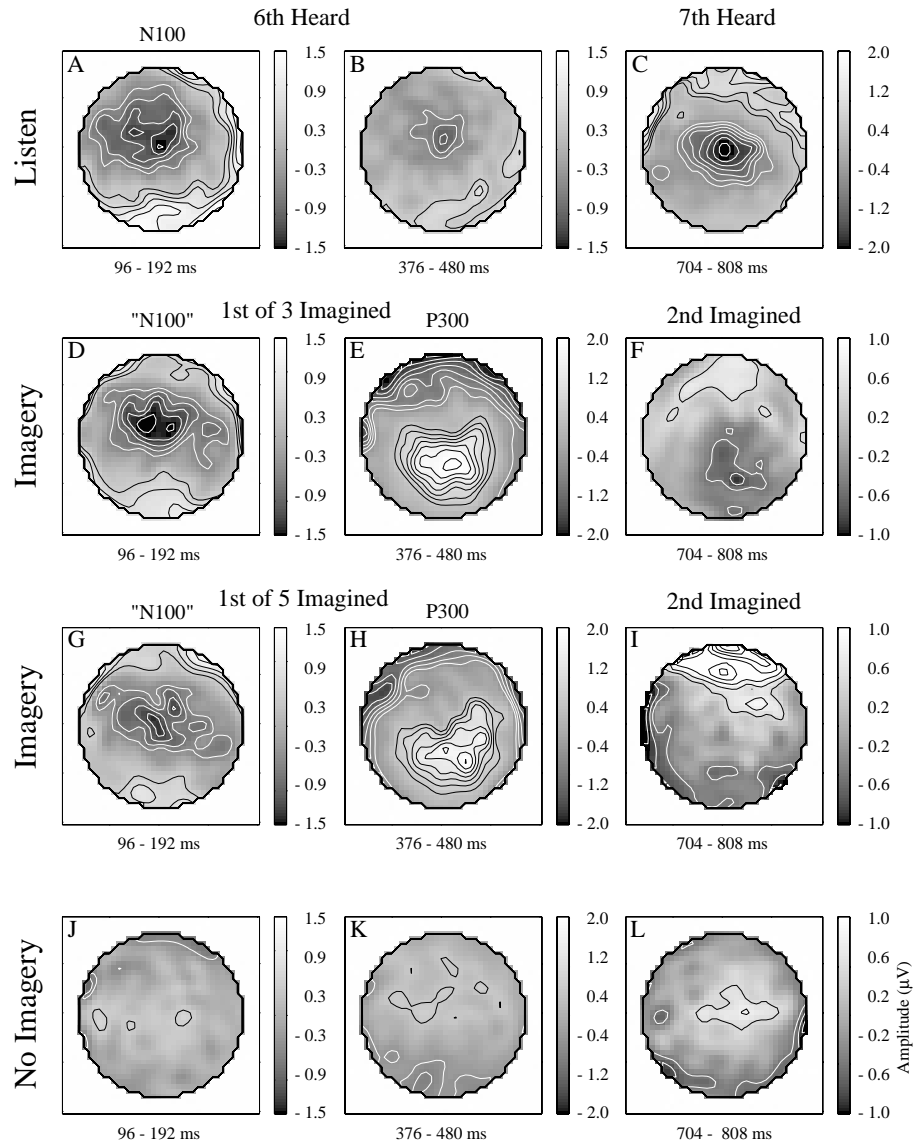 6th Heard
7th Heard
N100
Listen
A
1.5
0.9
0.3
- 0.3
- 0.9
- 1.5
96 - 192 ms
B
1.5
0.9
0.3
- 0.3
- 0.9
- 1.5
376 - 480 ms
C
2.0
1.2
0.4
- 0.4
- 1.2
- 2.0
704 - 808 ms
1st of 3 Imagined
2nd Imagined
"N100"
P300
Imagery
D
1.5
0.9
0.3
- 0.3
- 0.9
- 1.5
96 - 192 ms
E
2.0
1.2
0.4
- 0.4
- 1.2
- 2.0
376 - 480 ms
F
1.0
0.6
0.2
- 0.2
- 0.6
- 1.0
704 - 808 ms
1st of 5 Imagined
2nd Imagined
"N100"
P300
Imagery
G
1.5
0.9
0.3
- 0.3
- 0.9
- 1.5
96 - 192 ms
H
2.0
1.2
0.4
- 0.4
- 1.2
- 2.0
376 - 480 ms
I
1.0
0.6
0.2
- 0.2
- 0.6
- 1.0
704 - 808 ms
No Imagery
J
1.5
0.9
0.3
- 0.3
- 0.9
- 1.5
96 - 192 ms
K
2.0
1.2
0.4
- 0.4
- 1.2
- 2.0
376 - 480 ms
L
1.0
0.6
0.2
- 0.2
- 0.6
- 1.0
Amplitude (µV)
704 - 808 ms